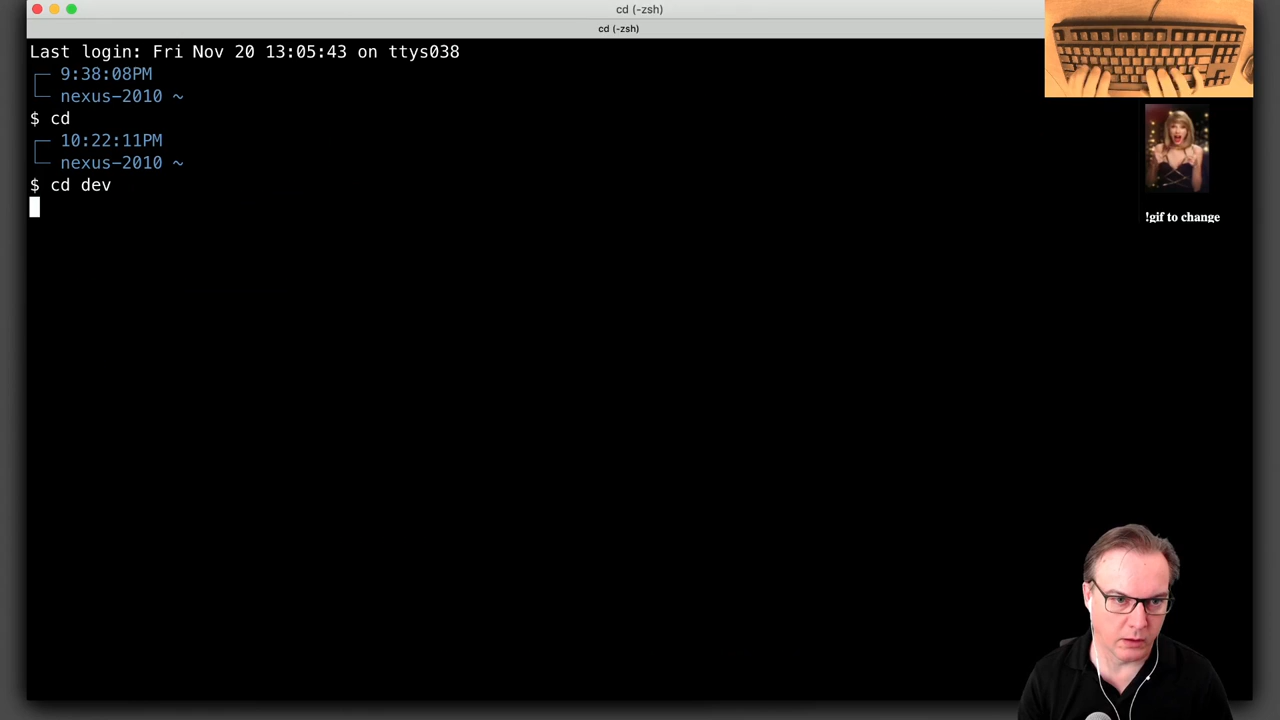 cd (-zsh)
cd (-zsh)
Last login: Fri Nov 20 13:05:43 on ttys038
┌─ 9:38:08PM
└─ nexus-2010 ~
$ cd
┌─ 10:22:11PM
└─ nexus-2010 ~
$ cd dev
!gif to change